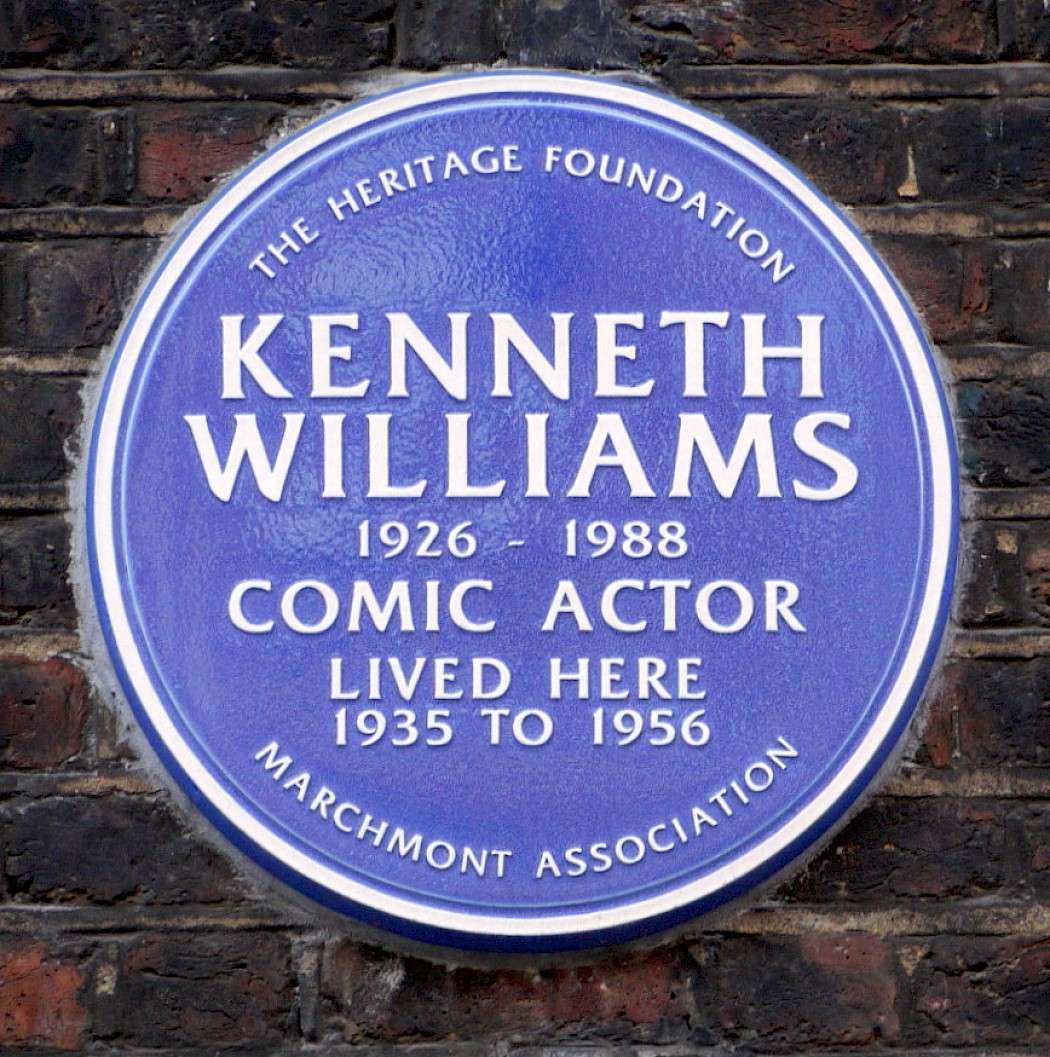 THE HERITAGE FOUNDATION
KENNETH
WILLIAMS
1926 - 1988
COMIC ACTOR
LIVED HERE
1935 TO 1956
MARCHMONT ASSOCIATION